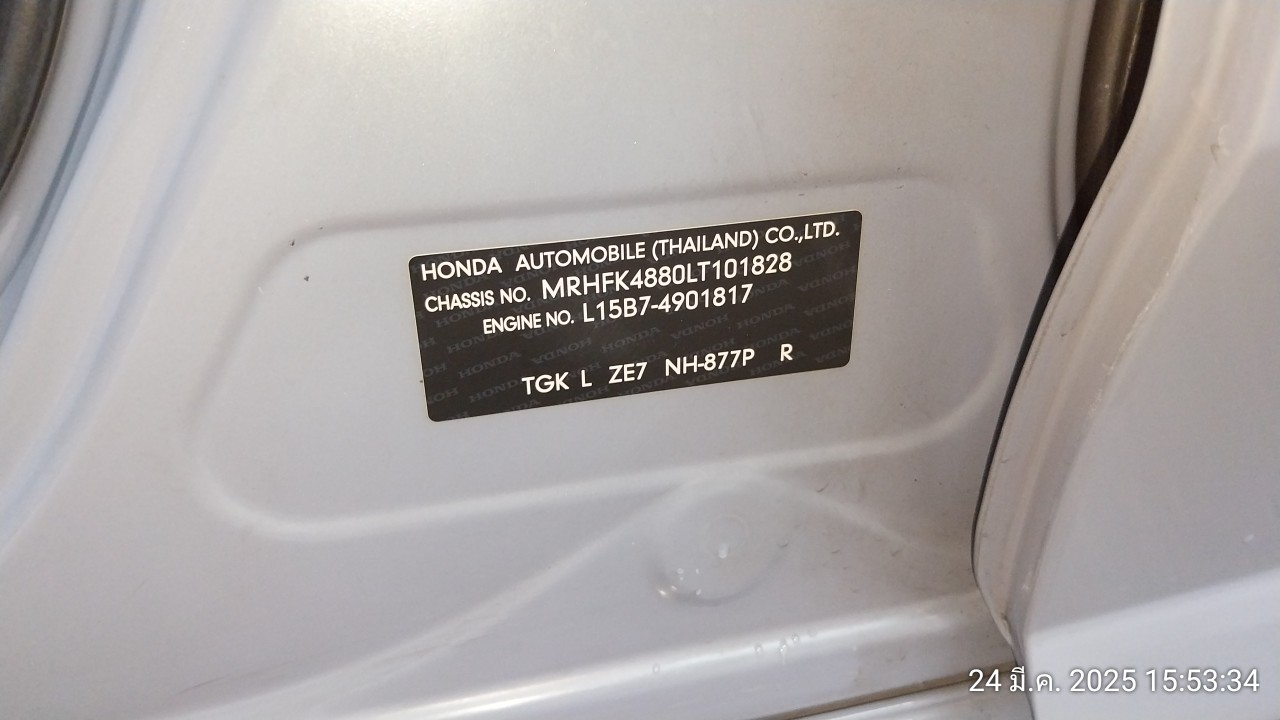 HONDA AUTOMOBILE (THAILAND) CO.,LTD.
CHASSIS NO. MRHFK4880LT101828
ENGINE NO. L15B7-4901817
TGK L ZE7 NH-877P R
24 มี.ค. 2025 15:53:34